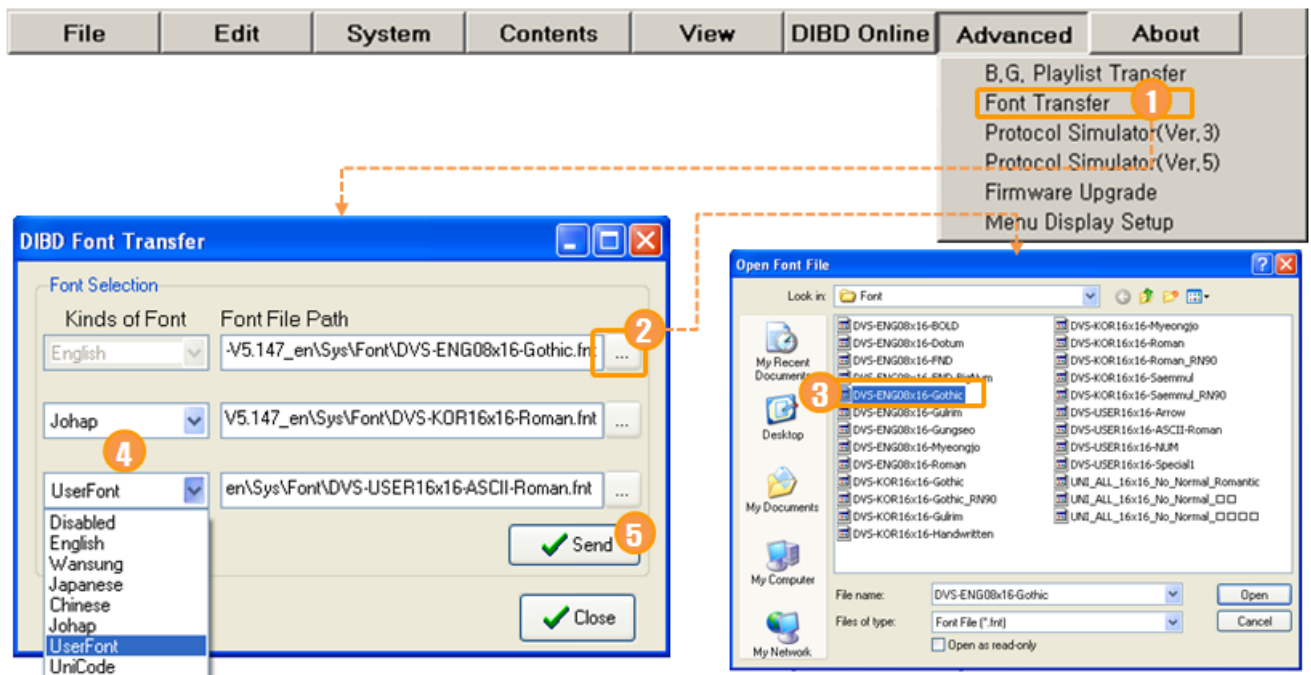 File Edit System Contents View DIBD Online Advanced About
B.G. Playlist Transfer
Font Transfer 1
Protocol Simulator(Ver.3)
Protocol Simulator(Ver.5)
Firmware Upgrade
Menu Display Setup
DIBD Font Transfer
Font Selection
Kinds of Font Font File Path
2
English -V5.147_en\Sys\Font\DVS-ENG08x16-Gothic.fnt ...
Johap V5.147_en\Sys\Font\DVS-KOR16x16-Roman.fnt ...
4
UserFont en\Sys\Font\DVS-USER16x16-ASCII-Roman.fnt ...
Disabled
English
Wansung
Japanese
Chinese
Johap
UserFont
UniCode
Send 5
Close
Open Font File
Look in: Font
My Recent
Documents
Desktop
My Documents
My Computer
My Network
DVS-ENG08x16-BOLD
DVS-ENG08x16-Dotum
DVS-ENG08x16-FND
DVS-ENG08x16-FND_BigNum
3 DVS-ENG08x16-Gothic
DVS-ENG08x16-Gulrim
DVS-ENG08x16-Gungseo
DVS-ENG08x16-Myeongjo
DVS-ENG08x16-Roman
DVS-KOR16x16-Gothic
DVS-KOR16x16-Gothic_RN90
DVS-KOR16x16-Gulrim
DVS-KOR16x16-Handwritten
DVS-KOR16x16-Myeongjo
DVS-KOR16x16-Roman
DVS-KOR16x16-Roman_RN90
DVS-KOR16x16-Saemmul
DVS-KOR16x16-Saemmul_RN90
DVS-USER16x16-Arrow
DVS-USER16x16-ASCII-Roman
DVS-USER16x16-NUM
DVS-USER16x16-Special1
UNI_ALL_16x16_No_Normal_Romantic
UNI_ALL_16x16_No_Normal_□□
UNI_ALL_16x16_No_Normal_□□□□
File name: DVS-ENG08x16-Gothic Open
Files of type: Font File (*.fnt) Cancel
Open as read-only